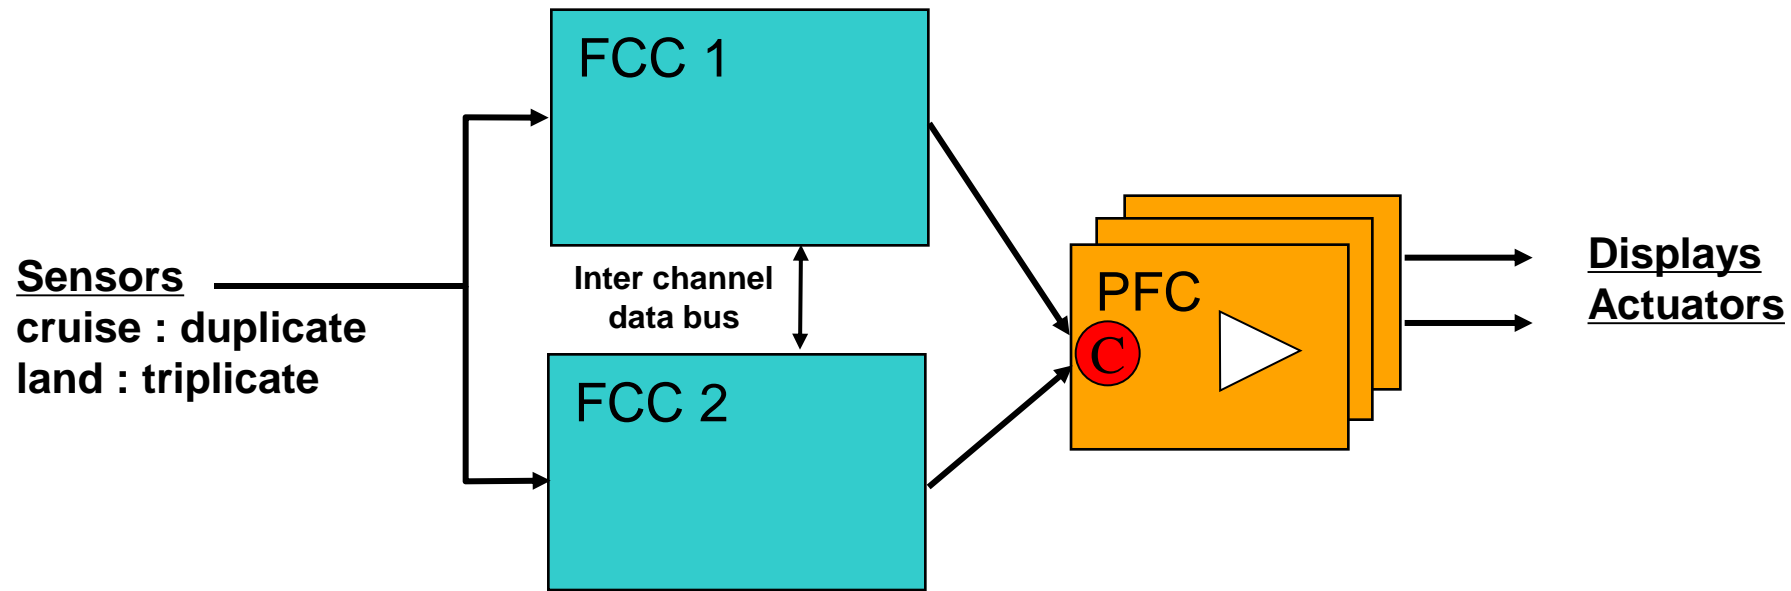 FCC 1
Sensors
cruise : duplicate
land : triplicate
Inter channel
data bus
FCC 2
PFC
C
Displays
Actuators